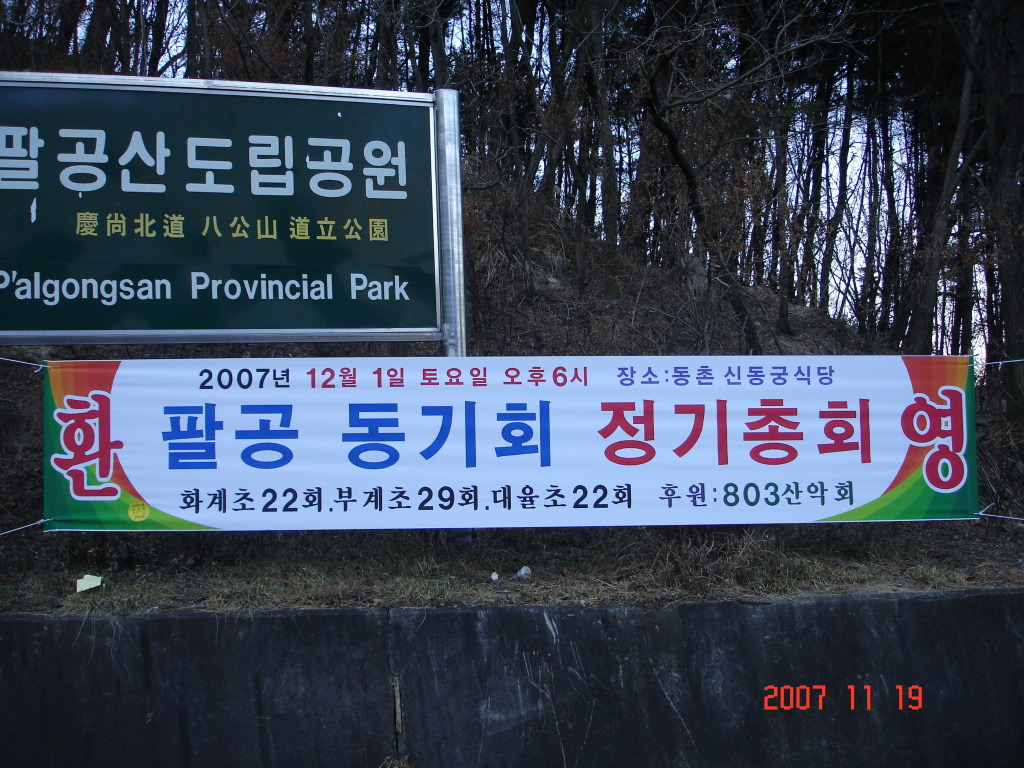 팔공산도립공원
慶尙北道 八公山 道立公園
P'algongsan Provincial Park
2007년 12월 1일 토요일 오후6시 장소:동촌 신동궁식당
환 팔공 동기회 정기총회 영
화계초22회.부계초29회.대율초22회 후원:803산악회
2007 11 19